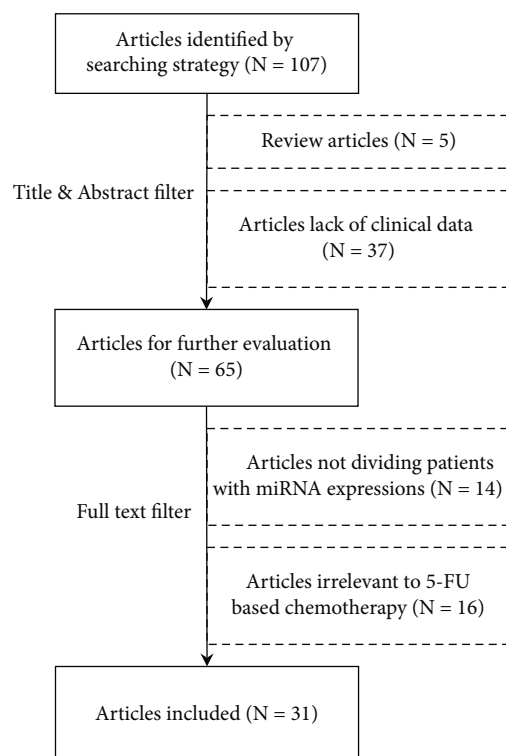 Articles identified by
searching strategy (N = 107)
Review articles (N = 5)
Title & Abstract filter
Articles lack of clinical data
(N = 37)
Articles for further evaluation
(N = 65)
Articles not dividing patients
with miRNA expressions (N = 14)
Full text filter
Articles irrelevant to 5-FU
based chemotherapy (N = 16)
Articles included (N = 31)